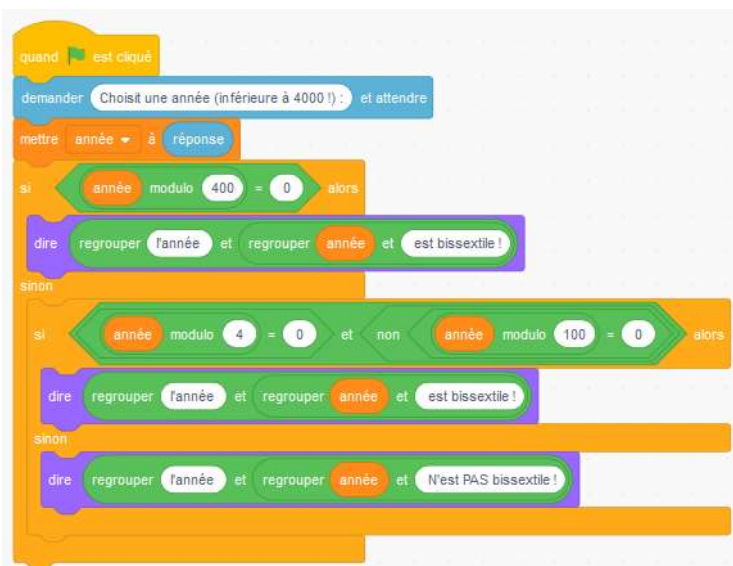 quand est cliqué
demander Choisit une année (inférieure à 4000 !) : et attendre
mettre année à réponse
si année modulo 400 = 0 alors
dire regrouper l'année et regrouper année et est bissextile !
sinon
si année modulo 4 = 0 et non année modulo 100 = 0 alors
dire regrouper l'année et regrouper année et est bissextile !
sinon
dire regrouper l'année et regrouper année et N'est PAS bissextile !